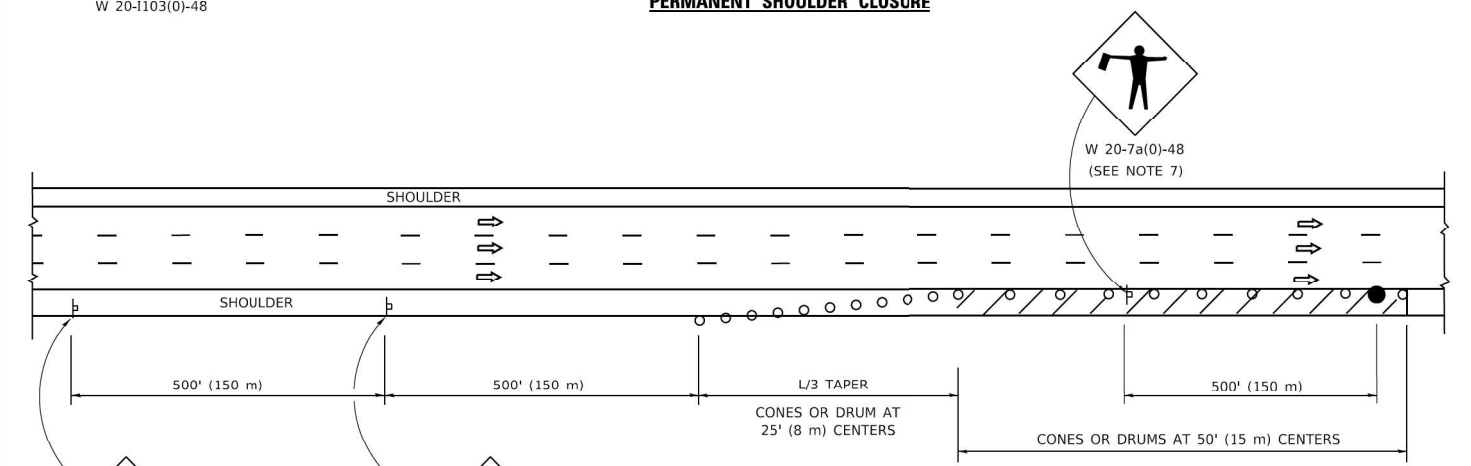 W 20-I103(0)-48
PERMANENT SHOULDER CLOSURE
W 20-7a(0)-48
(SEE NOTE 7)
SHOULDER
SHOULDER
500' (150 m)
500' (150 m)
L/3 TAPER
500' (150 m)
CONES OR DRUM AT
25' (8 m) CENTERS
CONES OR DRUMS AT 50' (15 m) CENTERS